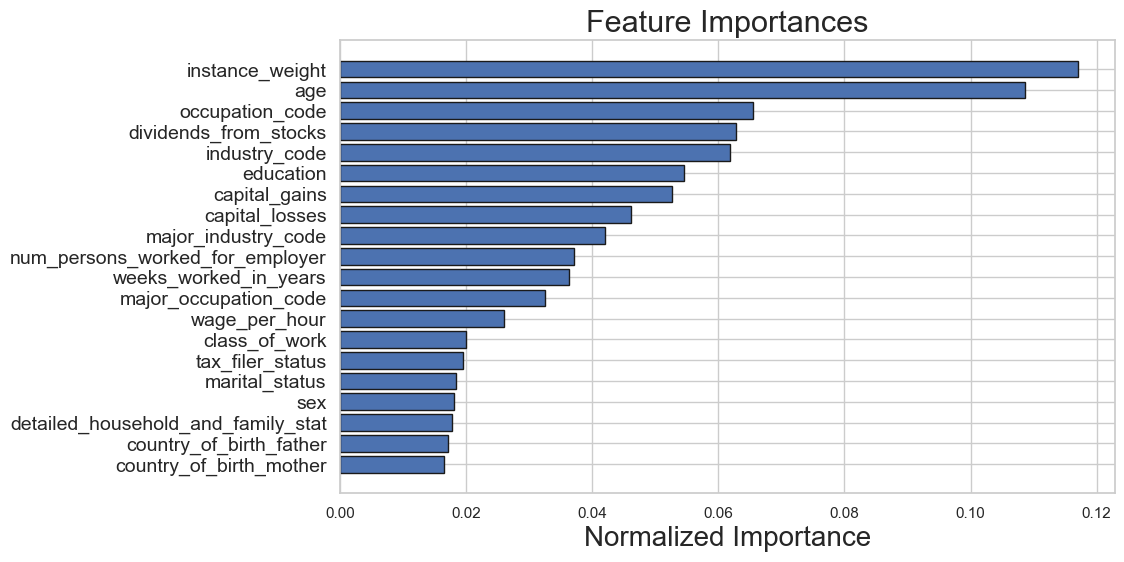 Feature Importances
instance_weight
age
occupation_code
dividends_from_stocks
industry_code
education
capital_gains
capital_losses
major_industry_code
num_persons_worked_for_employer
weeks_worked_in_years
major_occupation_code
wage_per_hour
class_of_work
tax_filer_status
marital_status
sex
detailed_household_and_family_stat
country_of_birth_father
country_of_birth_mother
0.00 0.02 0.04 0.06 0.08 0.10 0.12
Normalized Importance